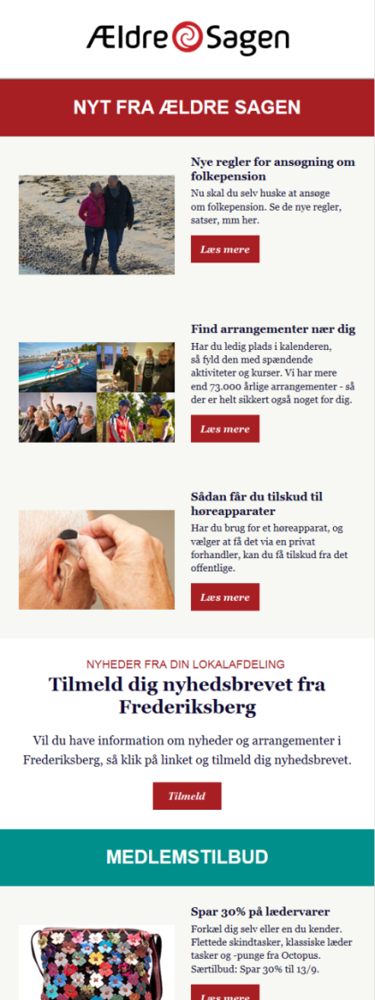 Ældre Sagen
NYT FRA ÆLDRE SAGEN
Nye regler for ansøgning om
folkepension
Nu skal du selv huske at ansøge
om folkepension. Se de nye regler,
satser, mm her.
Læs mere
Find arrangementer nær dig
Har du ledig plads i kalenderen,
så fyld den med spændende
aktiviteter og kurser. Vi har mere
end 73.000 årlige arrangementer - så
der er helt sikkert også noget for dig.
Læs mere
Sådan får du tilskud til
høreapparater
Har du brug for et høreapparat, og
vælger at få det via en privat
forhandler, kan du få tilskud fra det
offentlige.
Læs mere
NYHEDER FRA DIN LOKALAFDELING
Tilmeld dig nyhedsbrevet fra
Frederiksberg
Vil du have information om nyheder og arrangementer i
Frederiksberg, så klik på linket og tilmeld dig nyhedsbrevet.
Tilmeld
MEDLEMSTILBUD
Spar 30% på lædervarer
Forkæl dig selv eller en du kender.
Flettede skindtasker, klassiske læder
tasker og -punge fra Octopus.
Særtilbud: Spar 30% til 13/9.
Læs mere